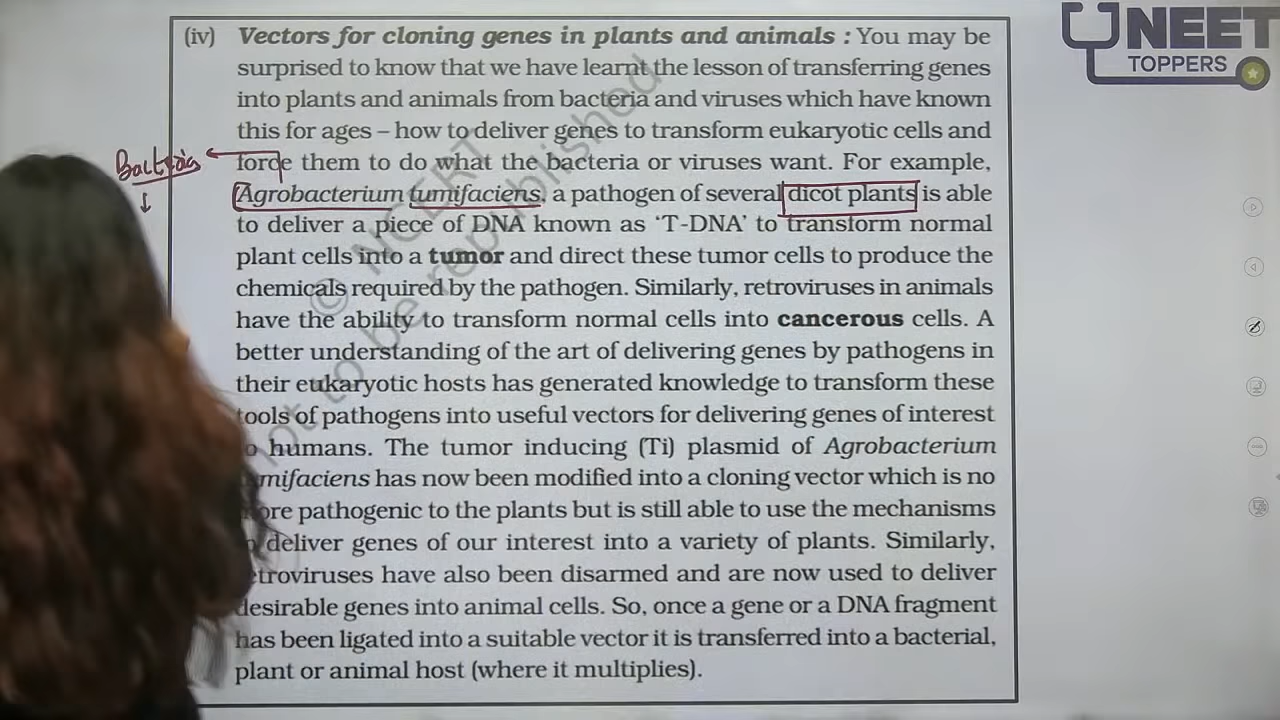 NEET
TOPPERS
(iv) Vectors for cloning genes in plants and animals : You may be
surprised to know that we have learnt the lesson of transferring genes
into plants and animals from bacteria and viruses which have known
this for ages – how to deliver genes to transform eukaryotic cells and
Bacteria
force them to do what the bacteria or viruses want. For example,
Agrobacterium tumifaciens, a pathogen of several dicot plants is able
to deliver a piece of DNA known as ‘T-DNA’ to transform normal
plant cells into a tumor and direct these tumor cells to produce the
chemicals required by the pathogen. Similarly, retroviruses in animals
have the ability to transform normal cells into cancerous cells. A
better understanding of the art of delivering genes by pathogens in
their eukaryotic hosts has generated knowledge to transform these
tools of pathogens into useful vectors for delivering genes of interest
humans. The tumor inducing (Ti) plasmid of Agrobacterium
mifaciens has now been modified into a cloning vector which is no
ore pathogenic to the plants but is still able to use the mechanisms
deliver genes of our interest into a variety of plants. Similarly,
etroviruses have also been disarmed and are now used to deliver
desirable genes into animal cells. So, once a gene or a DNA fragment
has been ligated into a suitable vector it is transferred into a bacterial,
plant or animal host (where it multiplies).
© NCERT
not to be republished